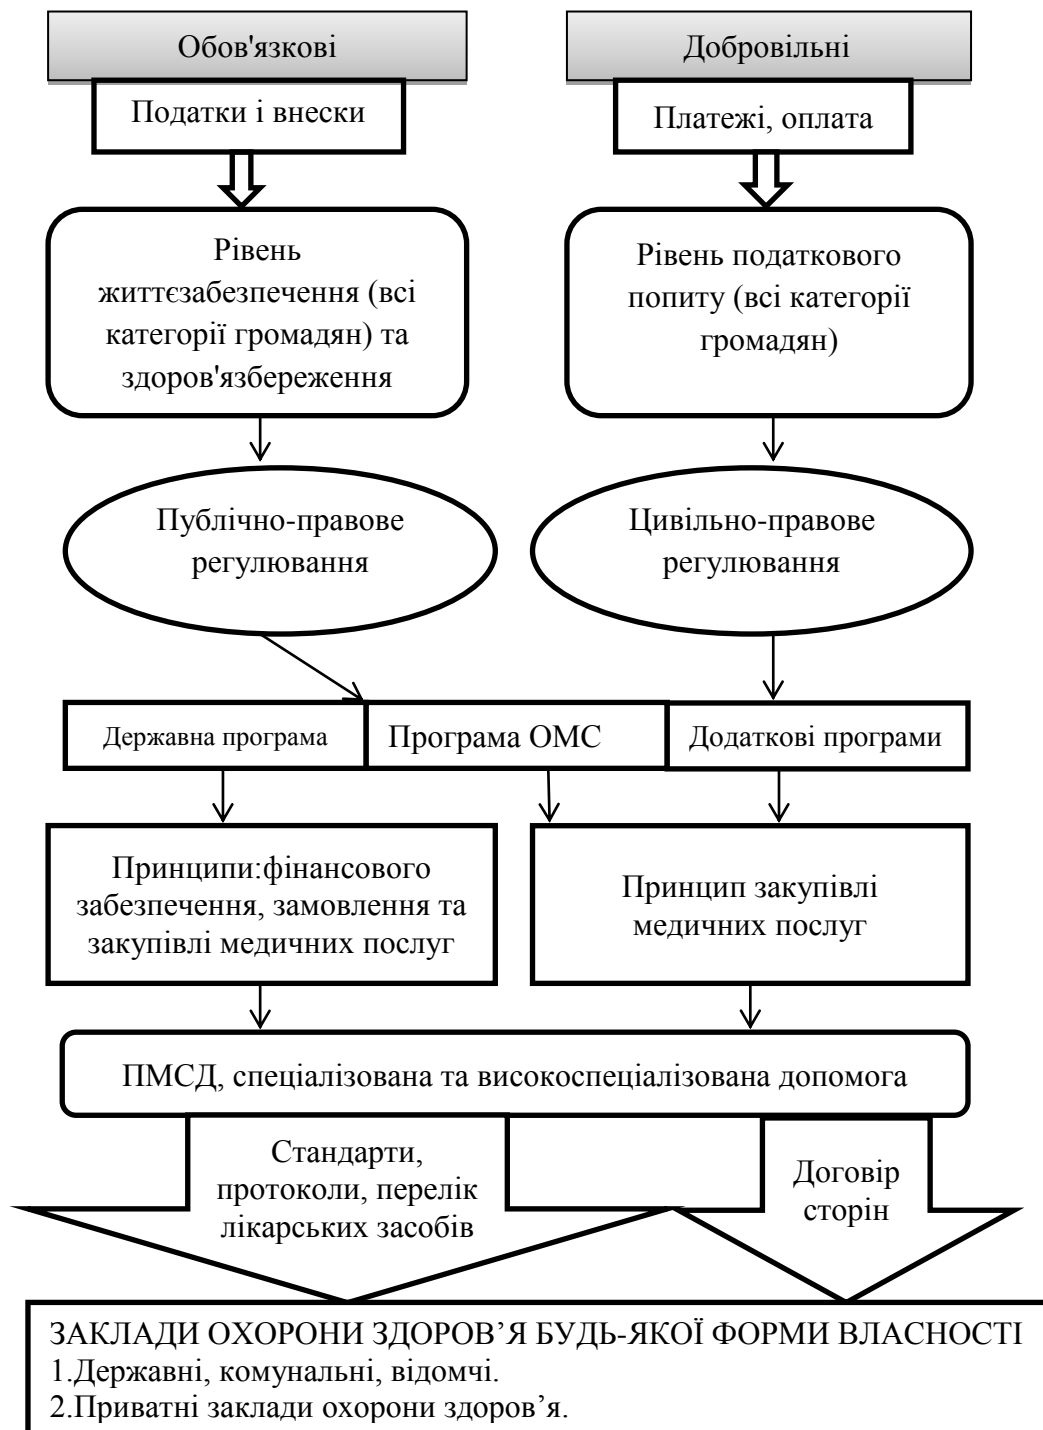 Обов'язкові
Добровільні
Податки і внески
Платежі, оплата
Рівень
життєзабезпечення (всі
категорії громадян) та
здоров'язбереження
Рівень податкового
попиту (всі категорії
громадян)
Публічно-правове
регулювання
Цивільно-правове
регулювання
Державна програма
Програма ОМС
Додаткові програми
Принципи:фінансового
забезпечення, замовлення та
закупівлі медичних послуг
Принцип закупівлі
медичних послуг
ПМСД, спеціалізована та високоспеціалізована допомога
Стандарти,
протоколи, перелік
лікарських засобів
Договір
сторін
ЗАКЛАДИ ОХОРОНИ ЗДОРОВ’Я БУДЬ-ЯКОЇ ФОРМИ ВЛАСНОСТІ
1.Державні, комунальні, відомчі.
2.Приватні заклади охорони здоров’я.